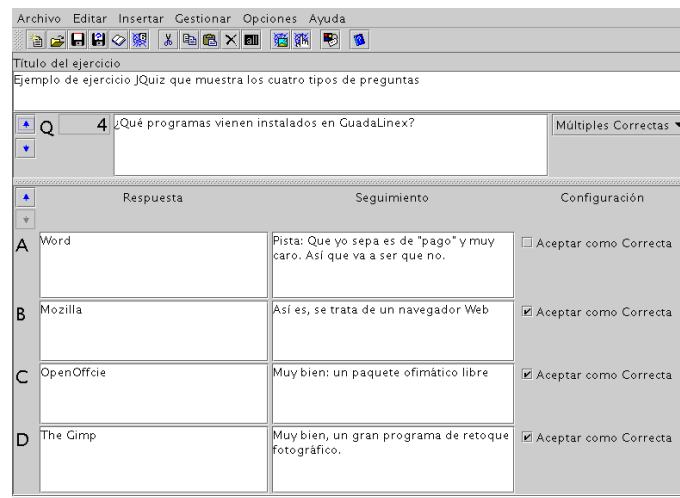 Archivo Editar Insertar Gestionar Opciones Ayuda
Título del ejercicio
Ejemplo de ejercicio JQuiz que muestra los cuatro tipos de preguntas
Q 4 ¿Qué programas vienen instalados en GuadaLinex? Múltiples Correctas
Respuesta Seguimiento Configuración
A Word Pista: Que yo sepa es de "pago" y muy
caro. Así que va a ser que no. Aceptar como Correcta
B Mozilla Así es, se trata de un navegador Web Aceptar como Correcta
C OpenOffcie Muy bien: un paquete ofimático libre Aceptar como Correcta
D The Gimp Muy bien, un gran programa de retoque
fotográfico. Aceptar como Correcta